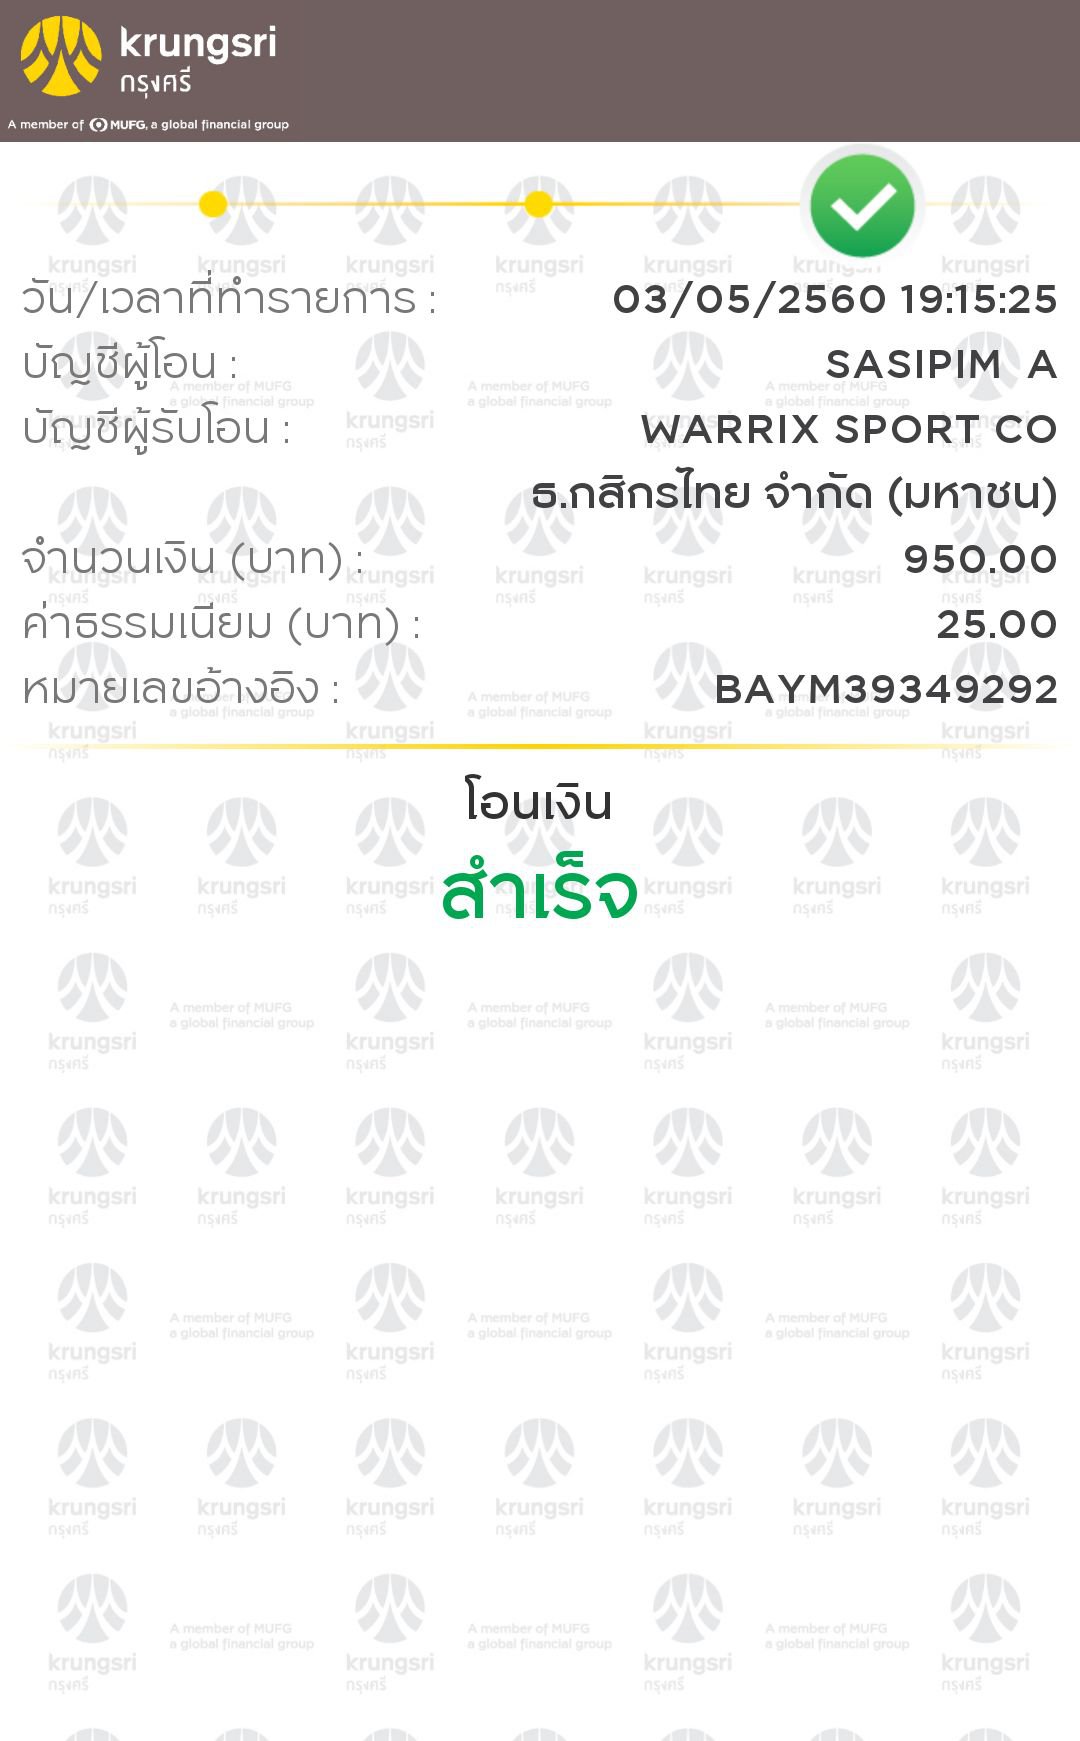 krungsri
กรุงศรี
A member of MUFG, a global financial group
วัน/เวลาที่ทำรายการ : 03/05/2560 19:15:25
บัญชีผู้โอน : SASIPIM A
บัญชีผู้รับโอน : WARRIX SPORT CO
ธ.กสิกรไทย จำกัด (มหาชน)
จำนวนเงิน (บาท) : 950.00
ค่าธรรมเนียม (บาท) : 25.00
หมายเลขอ้างอิง : BAYM39349292
โอนเงิน
สำเร็จ